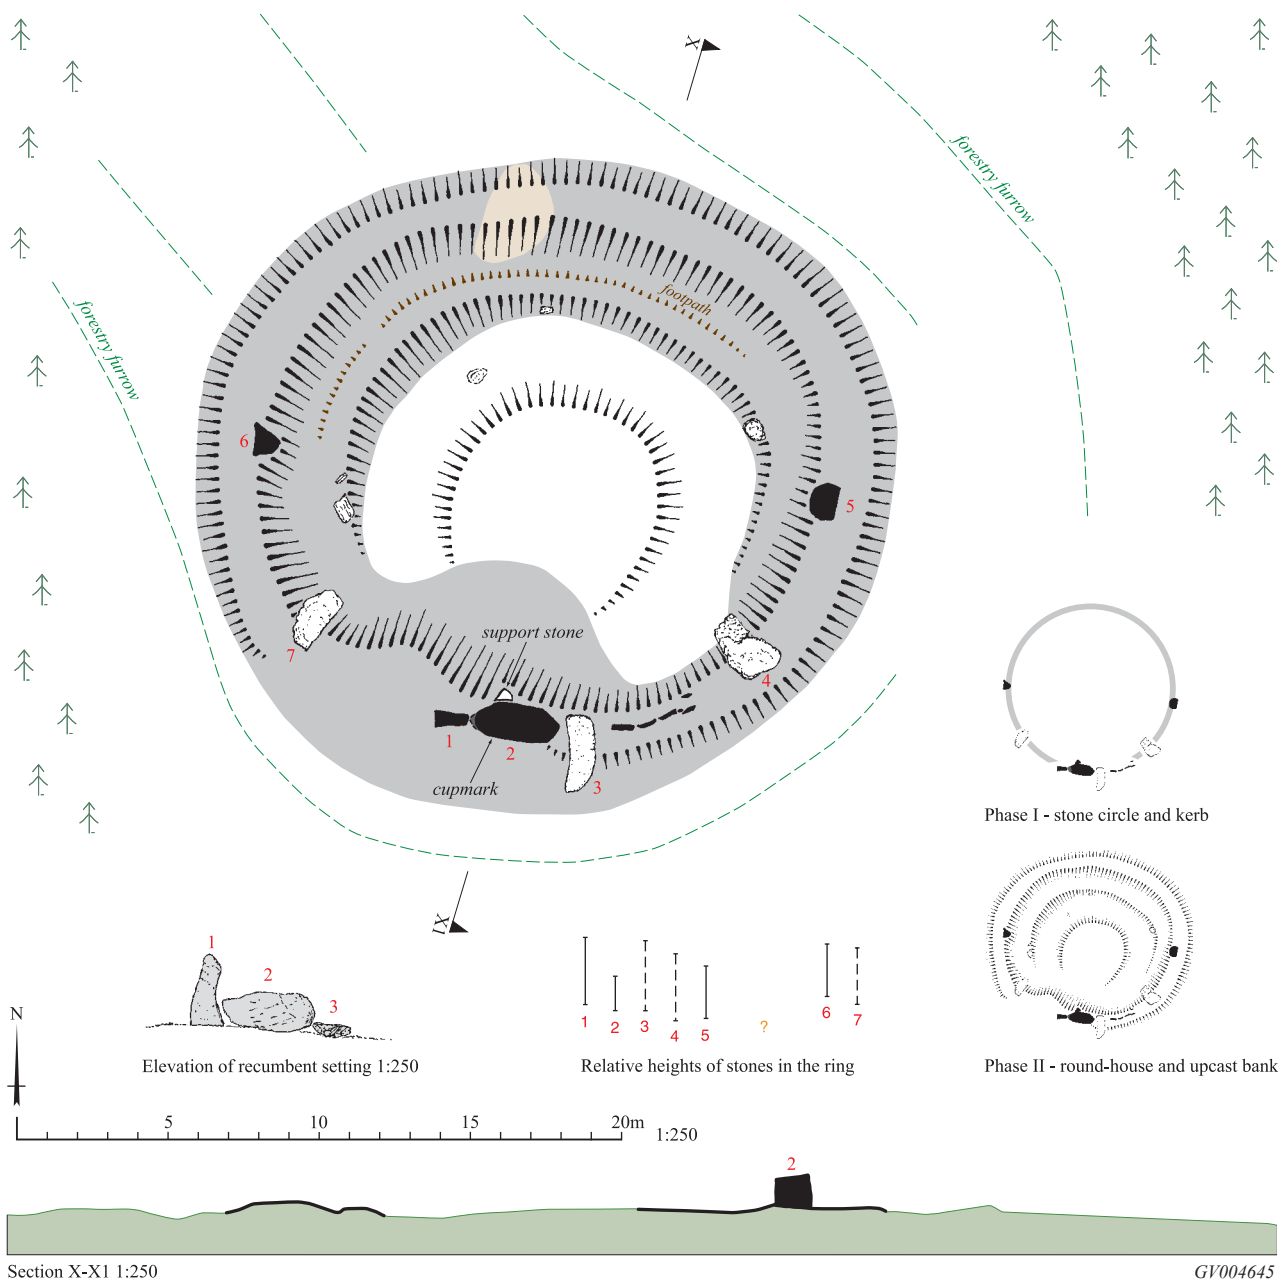 X
forestry furrow
forestry furrow
footpath
6
5
support stone
7
4
1
2
cupmark
3
Phase I - stone circle and kerb
X1
1
2
3
Elevation of recumbent setting 1:250
1
2
3
4
5
?
6
7
Relative heights of stones in the ring
Phase II - round-house and upcast bank
N
5
10
15
20m
1:250
2
Section X-X1 1:250
GV004645